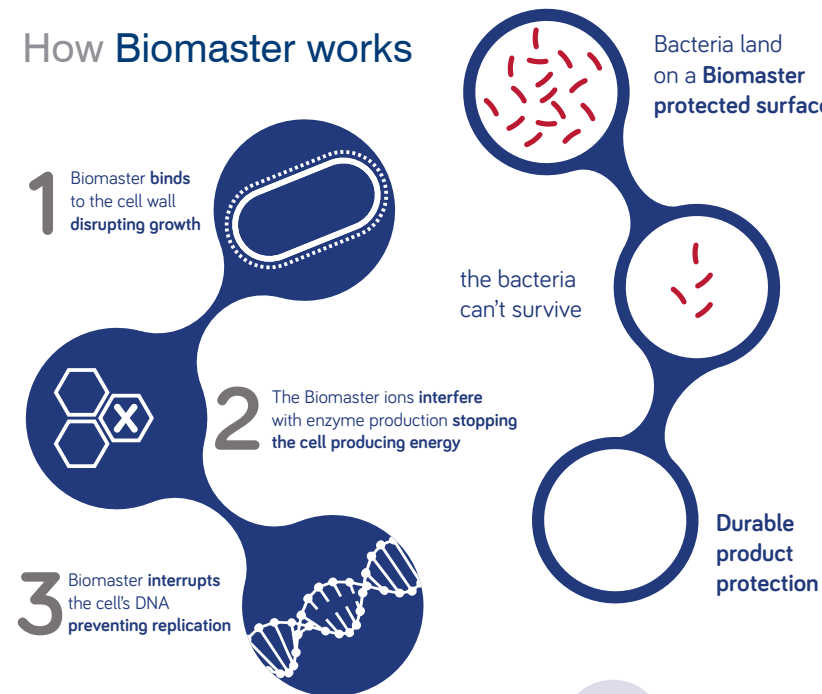 How Biomaster works
1
Biomaster binds
to the cell wall
disrupting growth
2
The Biomaster ions interfere
with enzyme production stopping
the cell producing energy
3
Biomaster interrupts
the cell's DNA
preventing replication
Bacteria land
on a Biomaster
protected surface
the bacteria
can't survive
Durable
product
protection
X